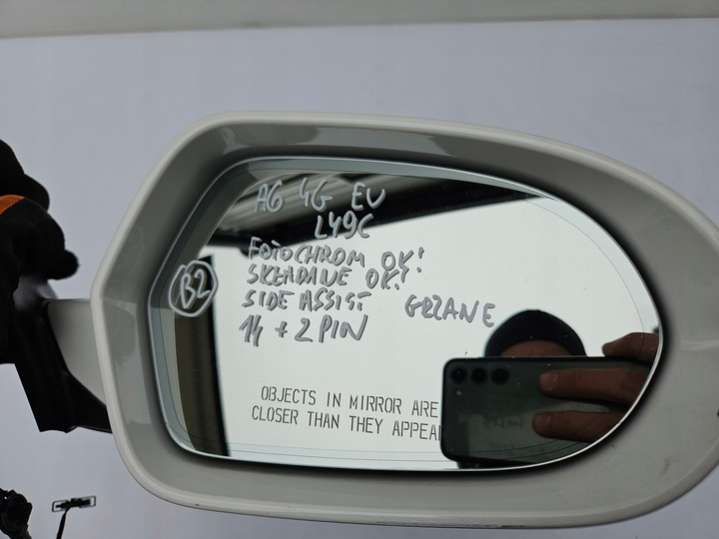 A6 4G EU
LY9C
FOTOCHROM OK!
SKŁADANE OK!
SIDE ASSIST GRZANE
14 + 2 PIN
B2
OBJECTS IN MIRROR ARE
CLOSER THAN THEY APPEA